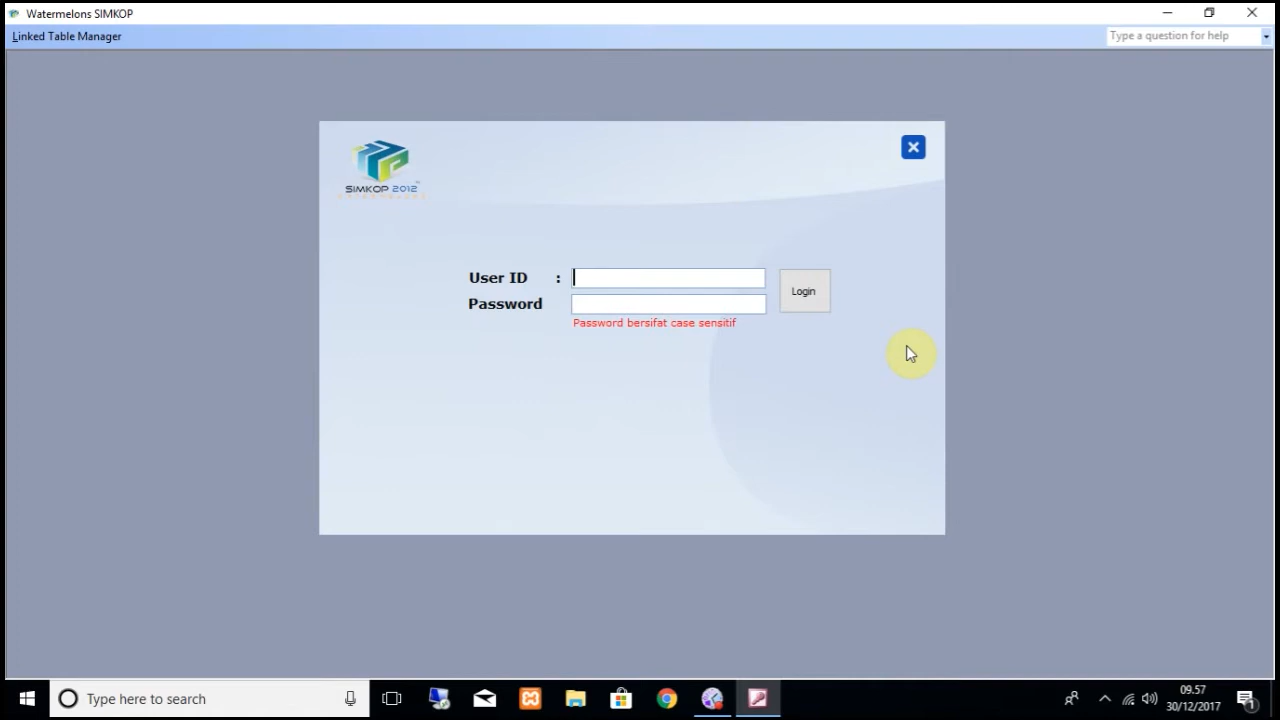 Watermelons SIMKOP
Linked Table Manager
Type a question for help
SIMKOP 2012
User ID :
Login
Password
Password bersifat case sensitif
Type here to search
09.57
30/12/2017
1